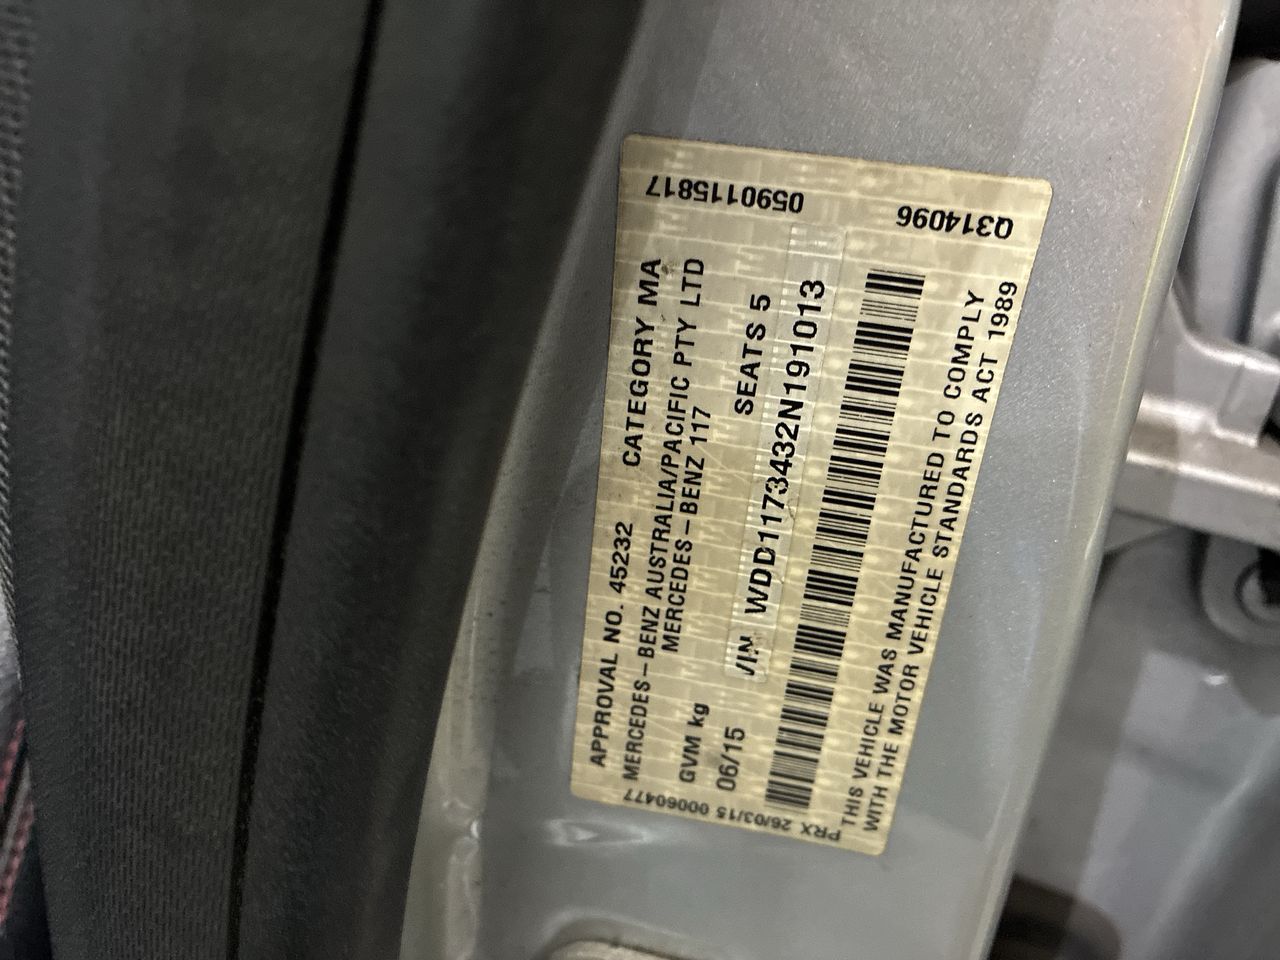 APPROVAL NO. 45232 CATEGORY MA
MERCEDES-BENZ AUSTRALIA/PACIFIC PTY LTD
MERCEDES-BENZ 117
GVM kg
06/15 SEATS 5
VIN WDD1173432N191013
THIS VEHICLE WAS MANUFACTURED TO COMPLY
WITH THE MOTOR VEHICLE STANDARDS ACT 1989
0590115817
Q314096
PRX 26/03/15 00060477